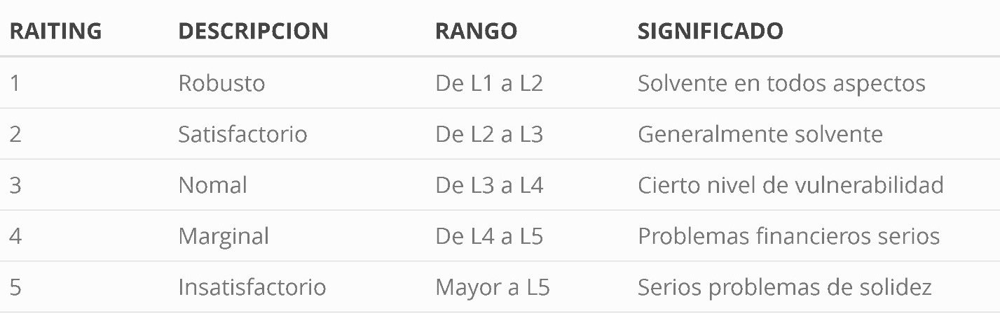 RAITING DESCRIPCION RANGO SIGNIFICADO
1 Robusto De L1 a L2 Solvente en todos aspectos
2 Satisfactorio De L2 a L3 Generalmente solvente
3 Nomal De L3 a L4 Cierto nivel de vulnerabilidad
4 Marginal De L4 a L5 Problemas financieros serios
5 Insatisfactorio Mayor a L5 Serios problemas de solidez